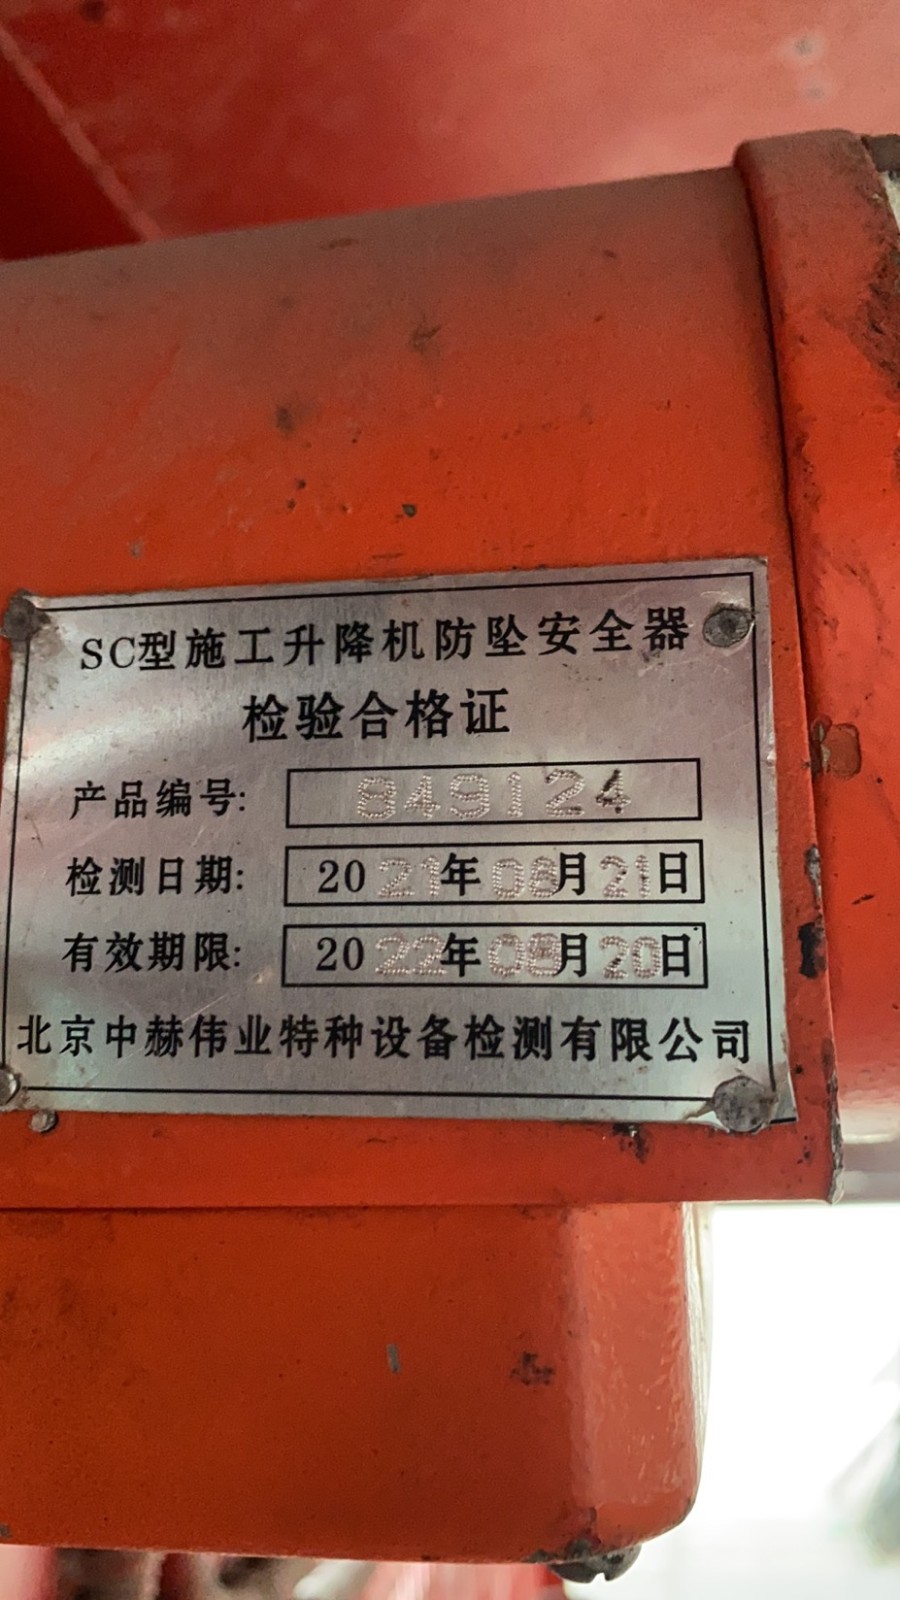 SC型施工升降机防坠安全器
检验合格证
产品编号: 849124
检测日期: 2021年08月21日
有效期限: 2022年08月20日
北京中赫伟业特种设备检测有限公司